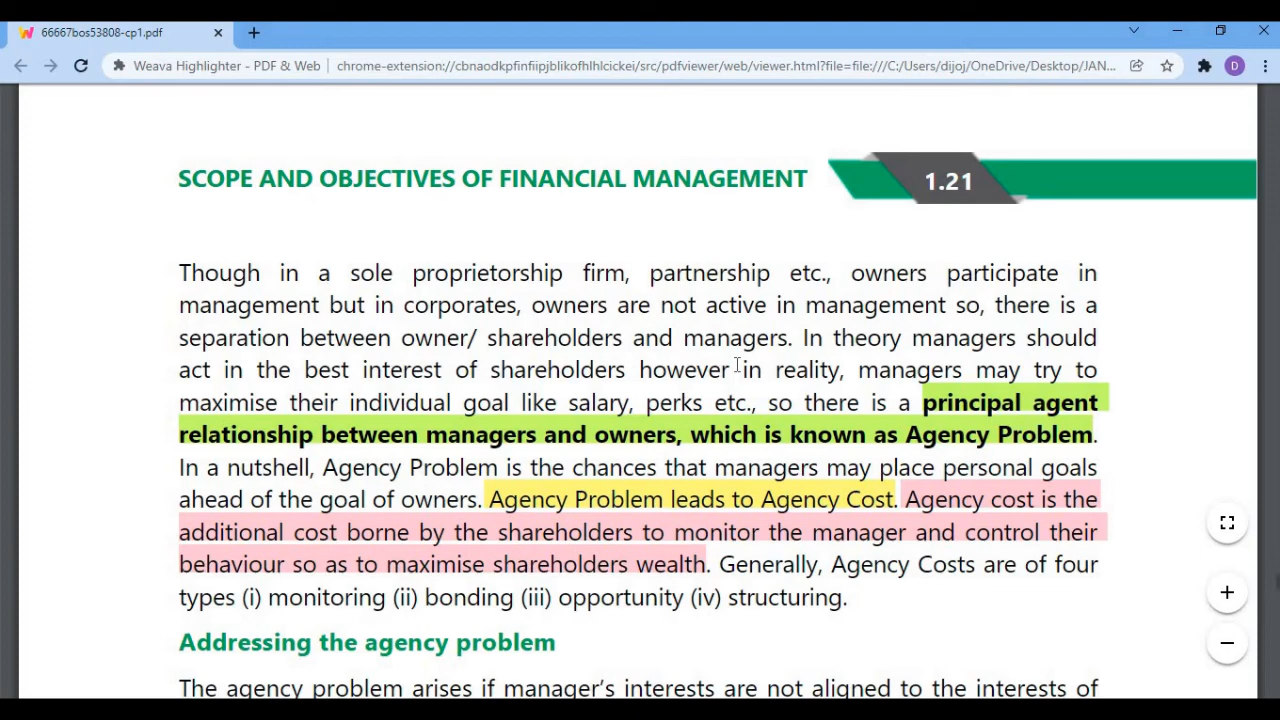 66667bos53808-cp1.pdf
Weava Highlighter - PDF & Web | chrome-extension://cbnaodkpfinfiipjblikofhlhlcickei/src/pdfviewer/web/viewer.html?file=file:///C:/Users/dijoj/OneDrive/Desktop/JAN...
D
SCOPE AND OBJECTIVES OF FINANCIAL MANAGEMENT 1.21
Though in a sole proprietorship firm, partnership etc., owners participate in
management but in corporates, owners are not active in management so, there is a
separation between owner/ shareholders and managers. In theory managers should
act in the best interest of shareholders however in reality, managers may try to
maximise their individual goal like salary, perks etc., so there is a principal agent
relationship between managers and owners, which is known as Agency Problem.
In a nutshell, Agency Problem is the chances that managers may place personal goals
ahead of the goal of owners. Agency Problem leads to Agency Cost. Agency cost is the
additional cost borne by the shareholders to monitor the manager and control their
behaviour so as to maximise shareholders wealth. Generally, Agency Costs are of four
types (i) monitoring (ii) bonding (iii) opportunity (iv) structuring.
Addressing the agency problem
The agency problem arises if manager's interests are not aligned to the interests of